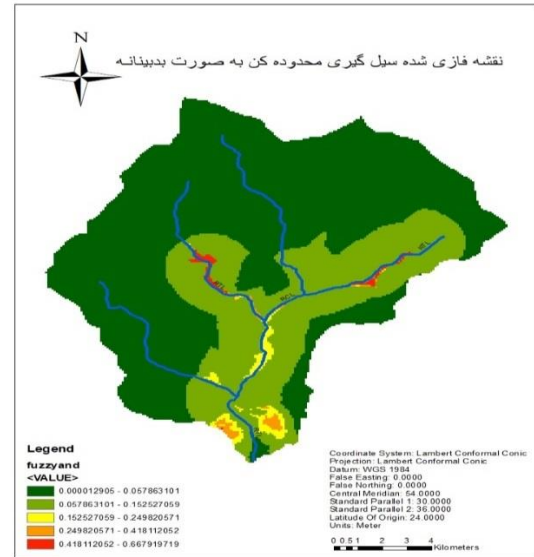 N
نقشه فازی شده سیل گیری محدوده کن به صورت بدبینانه
Legend
fuzzyand
<VALUE>
0.000012905 - 0.057863101
0.057863101 - 0.152527059
0.152527059 - 0.249820571
0.249820571 - 0.418112052
0.418112052 - 0.667919719
Coordinate System: Lambert Conformal Conic
Projection: Lambert Conformal Conic
Datum: WGS 1984
False Easting: 0.0000
False Northing: 0.0000
Central Meridian: 54.0000
Standard Parallel 1: 30.0000
Standard Parallel 2: 36.0000
Latitude Of Origin: 24.0000
Units: Meter
0 0.5 1 2 3 4
Kilometers